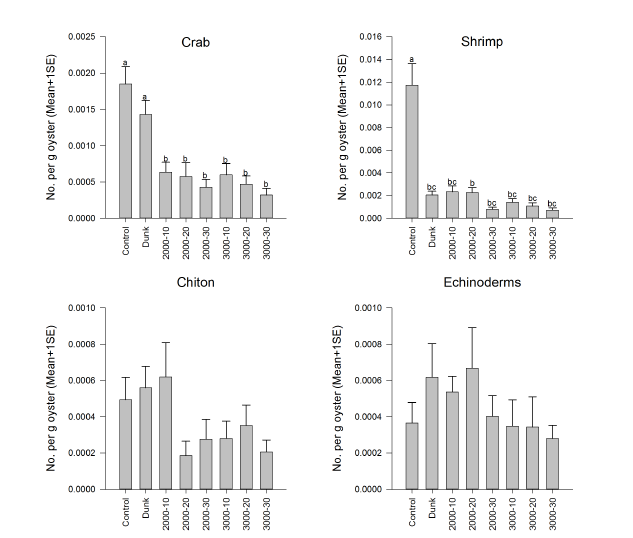 Crab
No. per g oyster (Mean+1SE)
0.0025
0.0020
0.0015
0.0010
0.0005
0.0000
a
a
b
b
b
b
b
b
Control
Dunk
2000-10
2000-20
2000-30
3000-10
3000-20
3000-30
Shrimp
No. per g oyster (Mean+1SE)
0.016
0.014
0.012
0.010
0.008
0.006
0.004
0.002
0.000
a
bc
bc
b
bc
bc
bc
bc
Control
Dunk
2000-10
2000-20
2000-30
3000-10
3000-20
3000-30
Chiton
No. per g oyster (Mean+1SE)
0.0010
0.0008
0.0006
0.0004
0.0002
0.0000
Control
Dunk
2000-10
2000-20
2000-30
3000-10
3000-20
3000-30
Echinoderms
No. per g oyster (Mean+1SE)
0.0010
0.0008
0.0006
0.0004
0.0002
0.0000
Control
Dunk
2000-10
2000-20
2000-30
3000-10
3000-20
3000-30